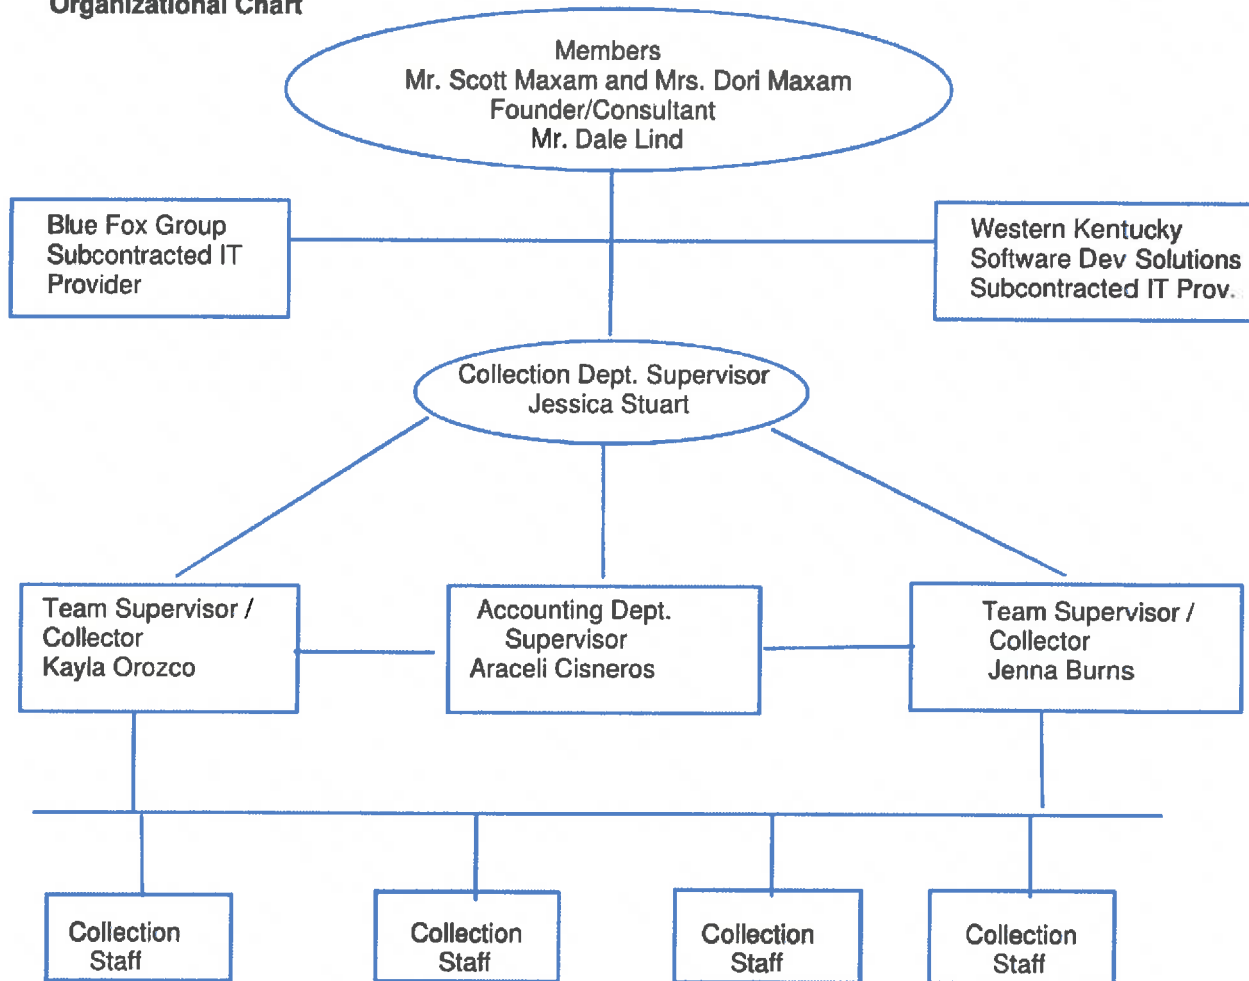 Organizational Chart
Members
Mr. Scott Maxam and Mrs. Dori Maxam
Founder/Consultant
Mr. Dale Lind
Blue Fox Group
Subcontracted IT
Provider
Western Kentucky
Software Dev Solutions
Subcontracted IT Prov.
Collection Dept. Supervisor
Jessica Stuart
Team Supervisor /
Collector
Kayla Orozco
Accounting Dept.
Supervisor
Araceli Cisneros
Team Supervisor /
Collector
Jenna Burns
Collection
Staff
Collection
Staff
Collection
Staff
Collection
Staff